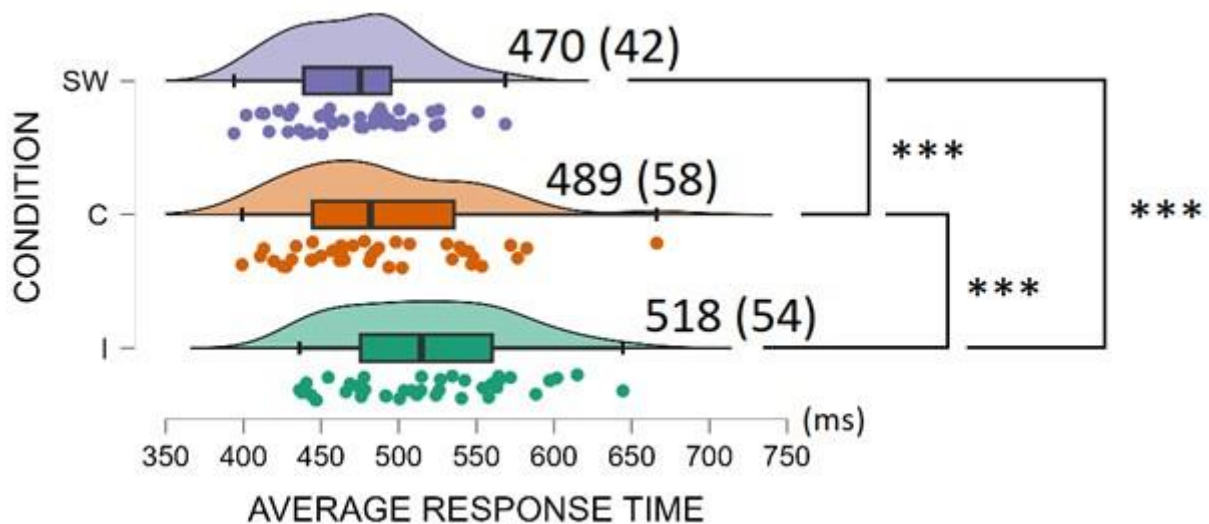 CONDITION
SW
470 (42)
***
C
489 (58)
***
***
I
518 (54)
(ms)
350 400 450 500 550 600 650 700 750
AVERAGE RESPONSE TIME